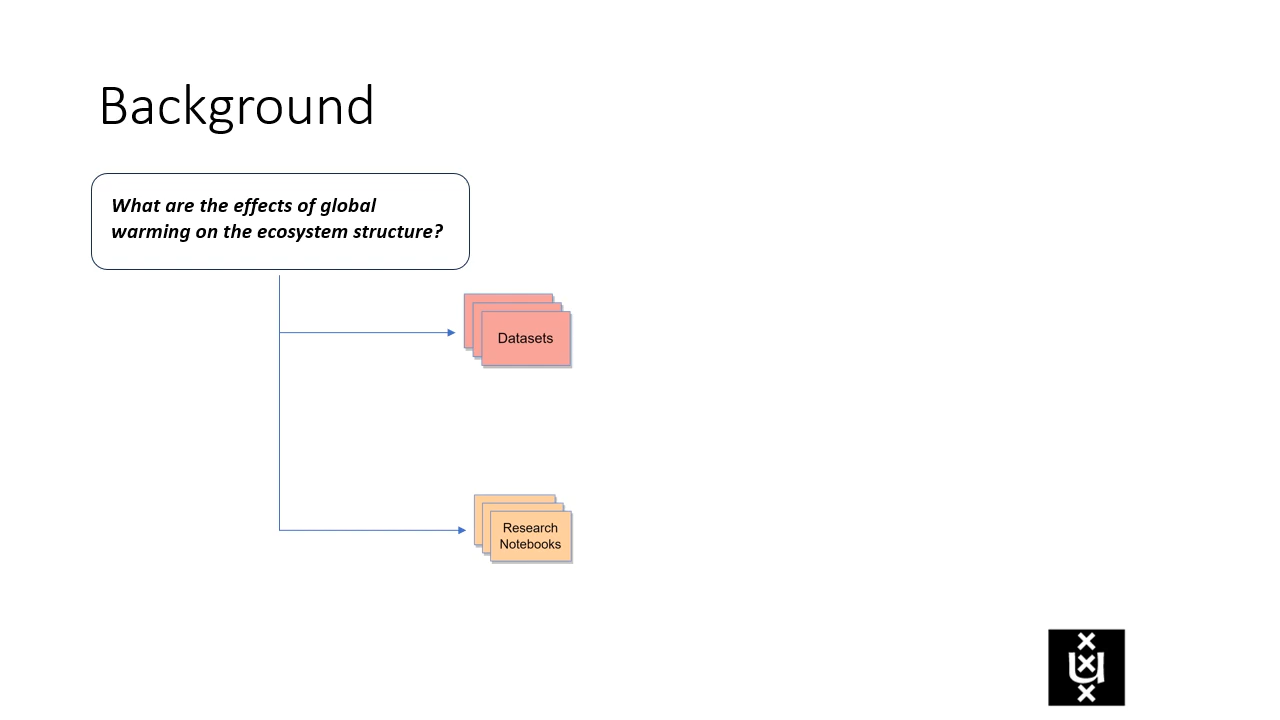 Background
What are the effects of global
warming on the ecosystem structure?
Datasets
Research
Notebooks